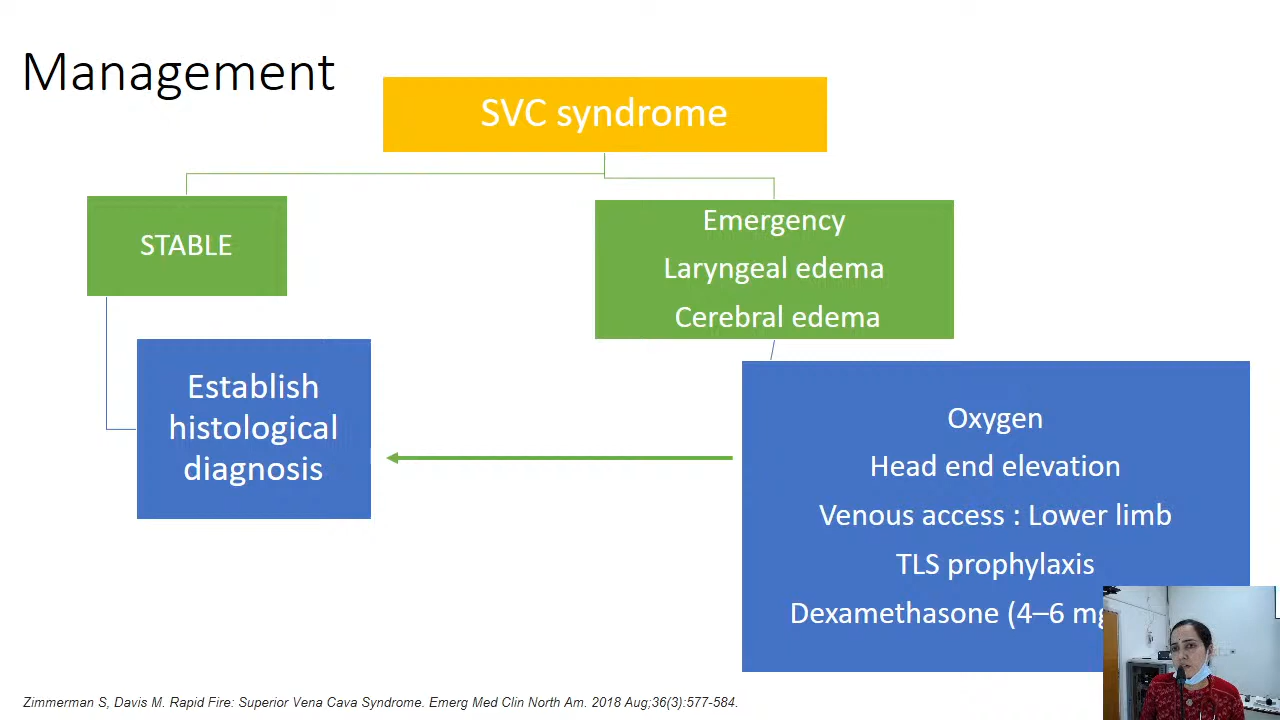 Management
SVC syndrome
STABLE
Emergency
Laryngeal edema
Cerebral edema
Establish
histological
diagnosis
Oxygen
Head end elevation
Venous access : Lower limb
TLS prophylaxis
Dexamethasone (4–6 mg
Zimmerman S, Davis M. Rapid Fire: Superior Vena Cava Syndrome. Emerg Med Clin North Am. 2018 Aug;36(3):577-584.